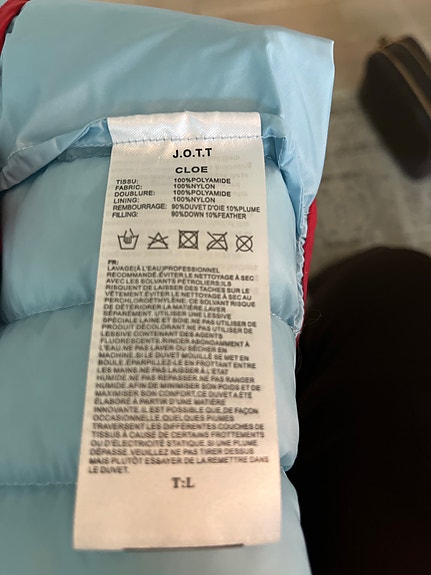 J.O.T.T
CLOE
TISSU: 100%POLYAMIDE
FABRIC: 100%NYLON
DOUBLURE: 100%POLYAMIDE
LINING: 100%NYLON
REMBOURRAGE: 90%DUVET D'OIE 10%PLUME
FILLING: 90%DOWN 10%FEATHER
FR:
LAVAGE(À L'EAU)PROFESSIONNEL
RECOMMANDÉ.ÉVITER LE NETTOYAGE À SEC
AVEC LES SOLVANTS PÉTROLIERS;ILS
RISQUENT DE LAISSER DES TACHES SUR LE
VÊTEMENT.ÉVITER LE NETTOYAGE À SEC AU
PERCHLOROÉTHYLÈNE. CE SOLVANT RISQUE
DE DÉTÉRIORER LA MATIÈRE LAVER
SÉPARÉMENT. UTILISER UNE LESSIVE
SPÉCIALE LAINE ET SOIE.NE PAS UTILISER DE
PRODUIT DÉCOLORANT.NE PAS UTILISER DE
LESSIVE CONTENANT DES AGENTS
FLUORESCENTS.RINCER ABONDAMMENT À
L'EAU.NE PAS LAVER OU SÉCHER EN
MACHINE.SI LE DUVET MOUILLÉ SE MET EN
BOULE.ÉPARPILLEZ-LE EN FROTTANT ENTRE
LES MAINS.NE PAS LAISSER À L'ÉTAT
HUMIDE.NE PAS REPASSER.NE PAS RANGER
HUMIDE.AFIN DE MINIMISER SON POIDS ET DE
MAXIMISER SON CONFORT,CE DUVET A ÉTÉ
ÉLABORÉ À PARTIR D'UNE MATIÈRE
INNOVANTE.IL EST POSSIBLE QUE,DE FAÇON
OCCASIONNELLE,QUELQUES PLUMES
TRAVERSENT LES DIFFÉRENTES COUCHES DE
TISSUS À CAUSE DE CERTAINS FROTTEMENTS
OU D'ÉLECTRICITÉ STATIQUE.SI UNE PLUME
DÉPASSE, VEUILLEZ NE PAS TIRER DESSUS
MAIS PLUTÔT ESSAYER DE LA REMETTRE DANS
LE DUVET.
T:L